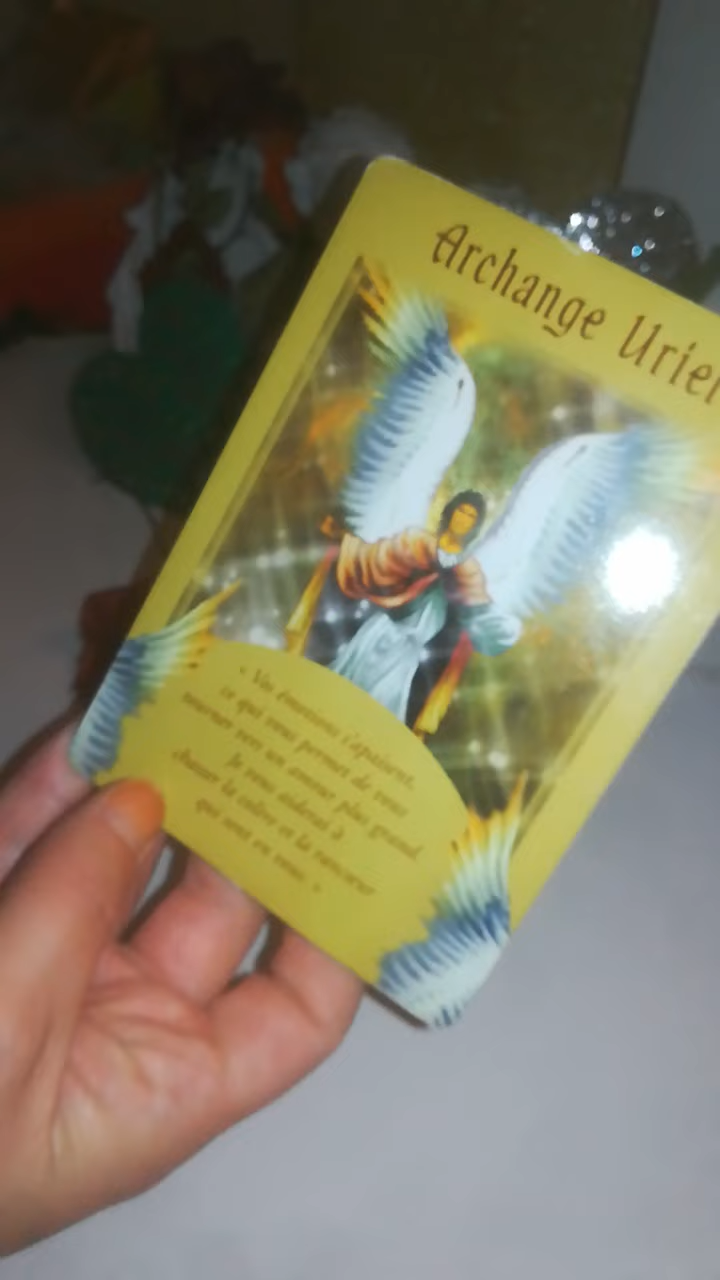 Archange Uriel
« Vos émotions s'apaisent,
ce qui vous permet de vous
tourner vers un amour plus grand.
Je vous aiderai à
chasser la colère et la rancœur
qui sont en vous. »